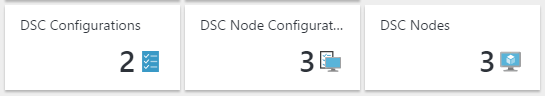 DSC Configurations
2
DSC Node Configurat...
3
DSC Nodes
3